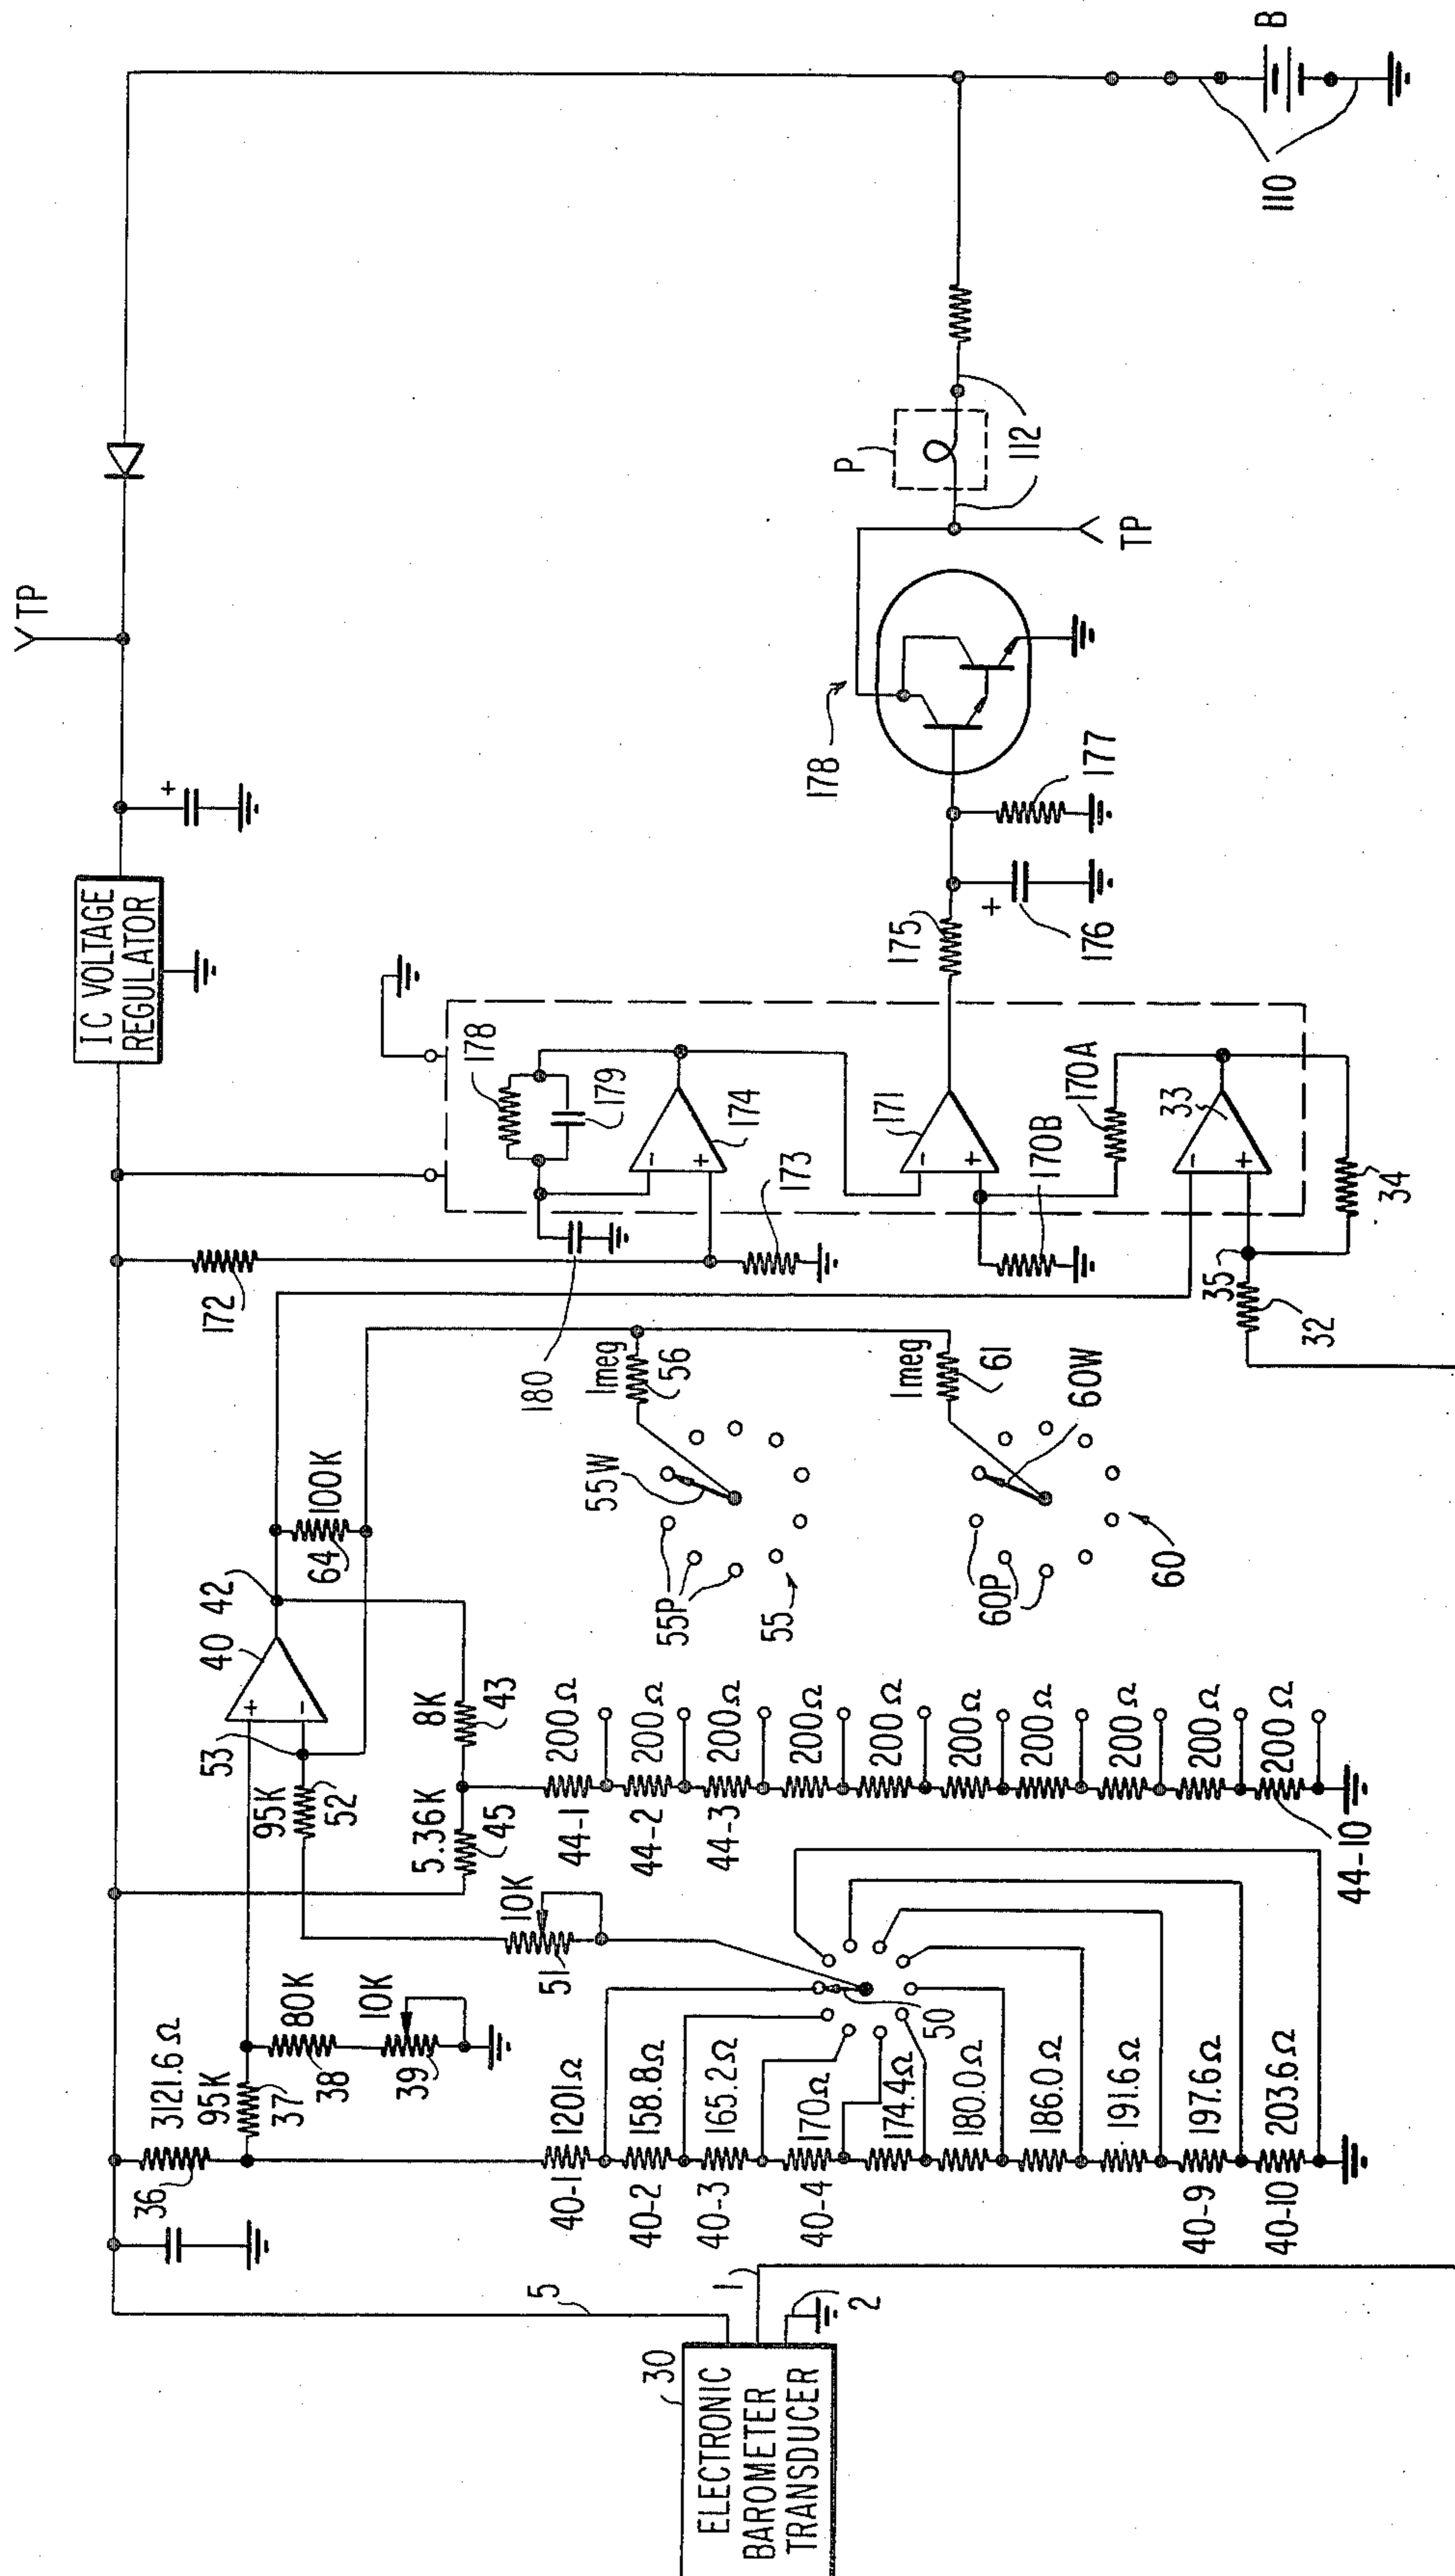 TP
B
110
P
112
TP
178
177
176
175
+
+
IC VOLTAGE
REGULATOR
178
179
174
-
+
173
172
180
171
-
+
170B
170A
33
-
+
34
35
32
1meg
56
1meg
61
55W
55P
55
60W
60P
60
100K
64
42
40
+
-
53
95K
52
8K
43
5.36K
45
10K
51
200Ω
200Ω
200Ω
200Ω
200Ω
200Ω
200Ω
200Ω
200Ω
200Ω
44-1
44-2
44-3
44-10
3121.6Ω
36
95K
37
80K
38
10K
39
50
1201Ω
158.8Ω
165.2Ω
170Ω
174.4Ω
180.0Ω
186.0Ω
191.6Ω
197.6Ω
203.6Ω
40-1
40-2
40-3
40-4
40-9
40-10
5
1
2
30
ELECTRONIC
BAROMETER
TRANSDUCER